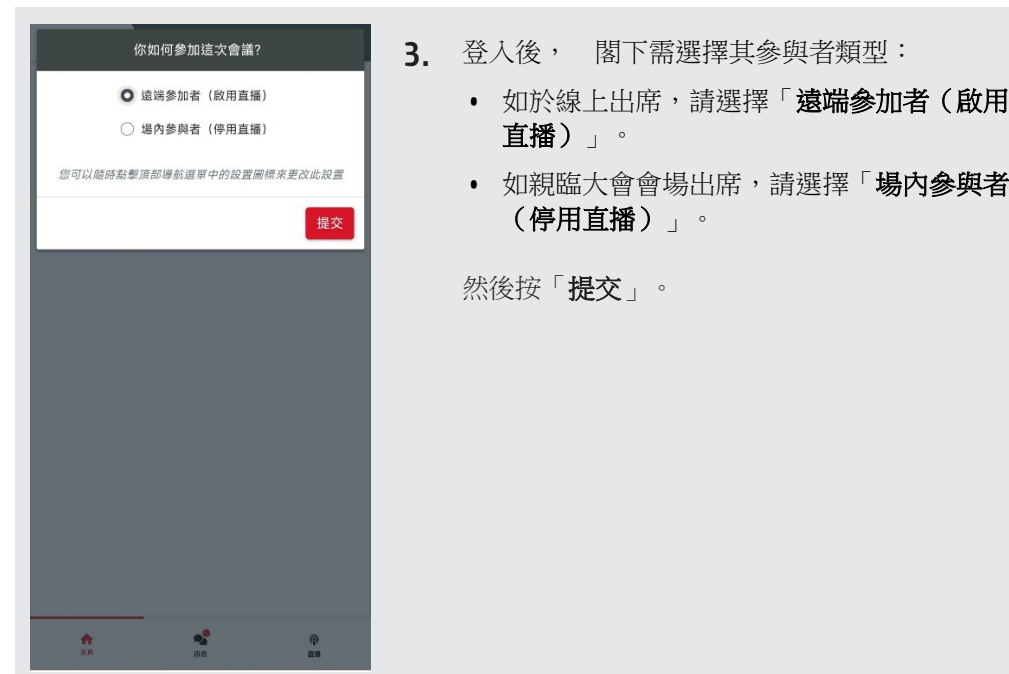 你如何參加這次會議?
遠端參加者（啟用直播）
場內參與者（停用直播）
您可以隨時點擊頂部導航選單中的設置圖標來更改此設置
提交
主頁
訊息
直播
3. 登入後， 閣下需選擇其參與者類型：
• 如於線上出席，請選擇「遠端參加者（啟用
直播）」。
• 如親臨大會會場出席，請選擇「場內參與者
（停用直播）」。
然後按「提交」。